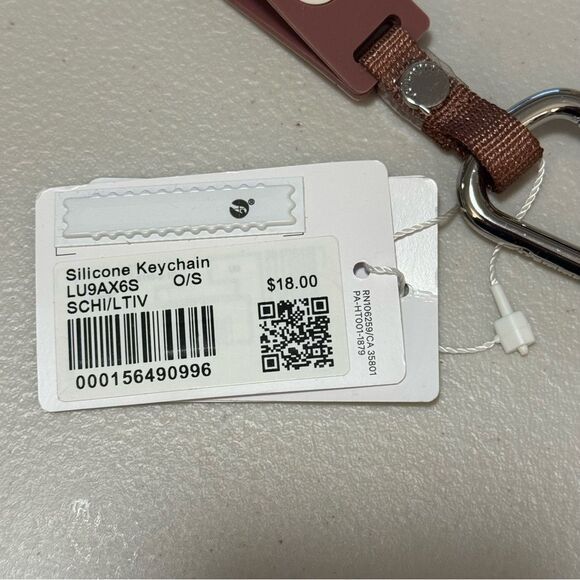 Silicone Keychain
LU9AX6S O/S $18.00
SCHI/LTIV
000156490996
RN106259/CA 35801
PA-HT001-1879